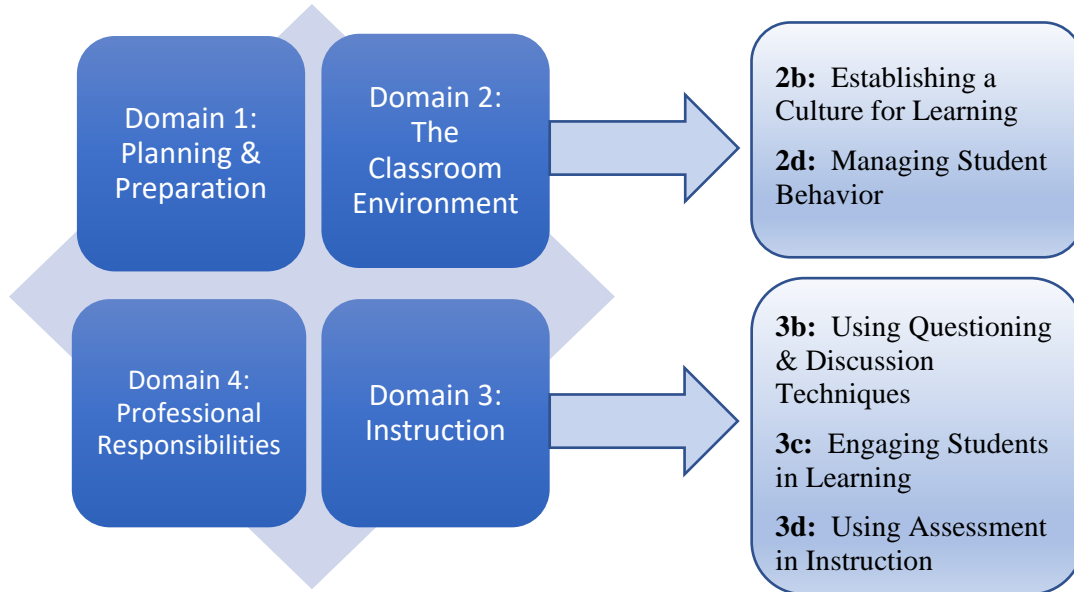 Domain 1:
Planning &
Preparation
Domain 2:
The
Classroom
Environment
2b: Establishing a
Culture for Learning
2d: Managing Student
Behavior
Domain 4:
Professional
Responsibilities
Domain 3:
Instruction
3b: Using Questioning
& Discussion
Techniques
3c: Engaging Students
in Learning
3d: Using Assessment
in Instruction